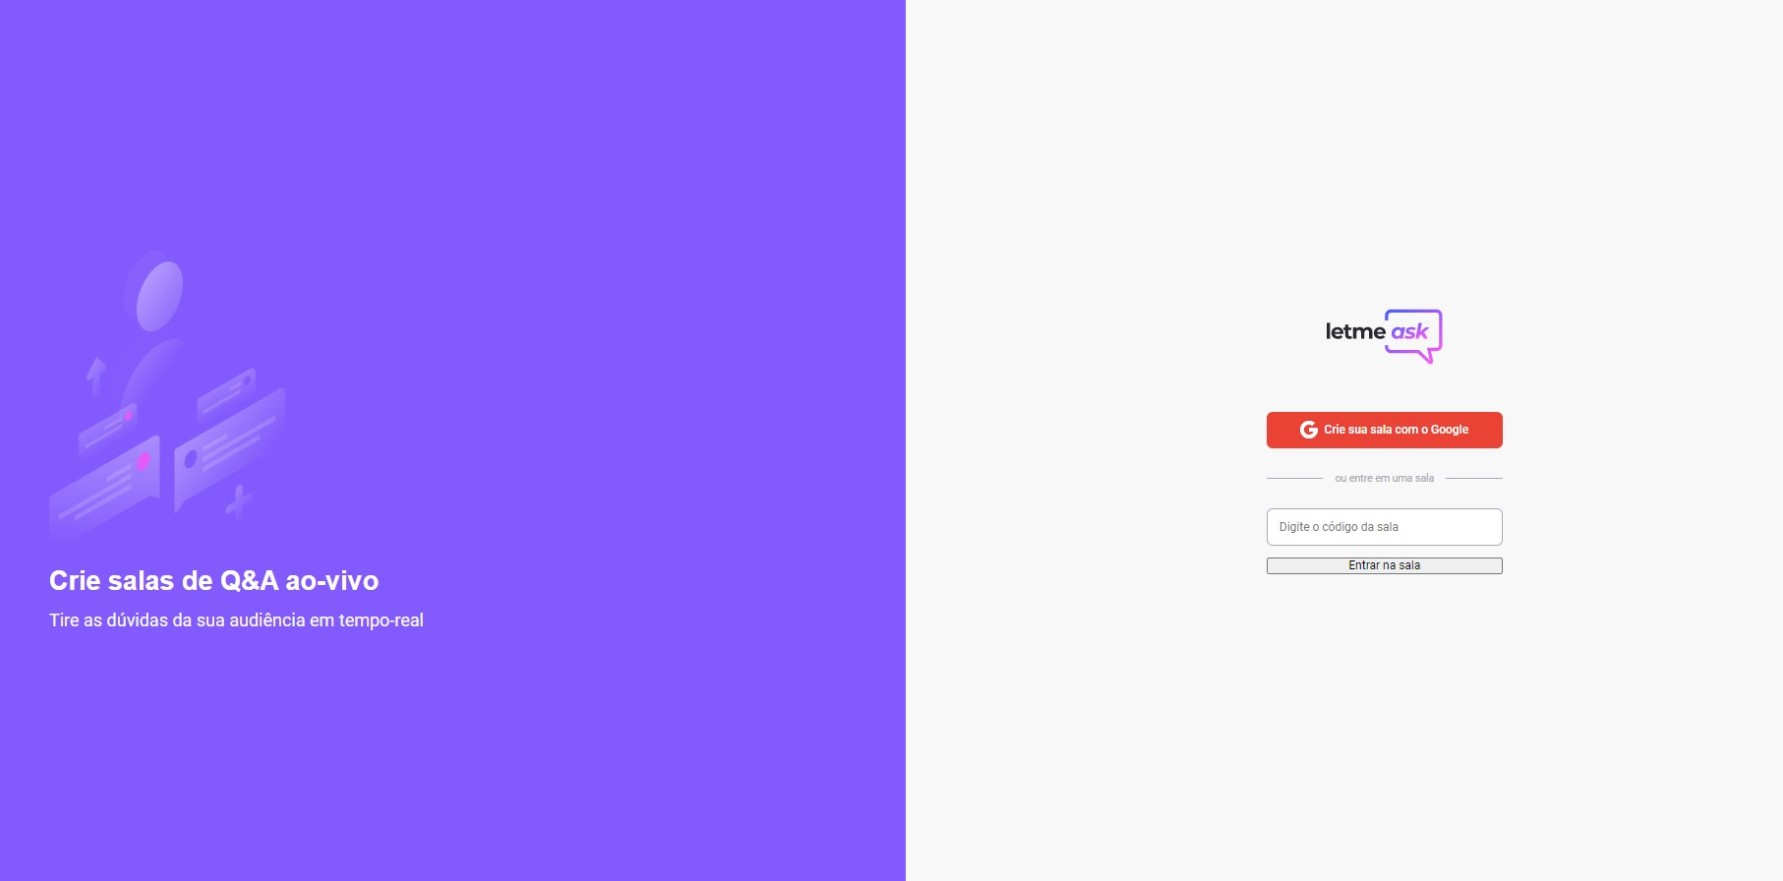 Crie salas de Q&A ao-vivo
Tire as dúvidas da sua audiência em tempo-real
letme ask
Crie sua sala com o Google
ou entre em uma sala
Digite o código da sala
Entrar na sala